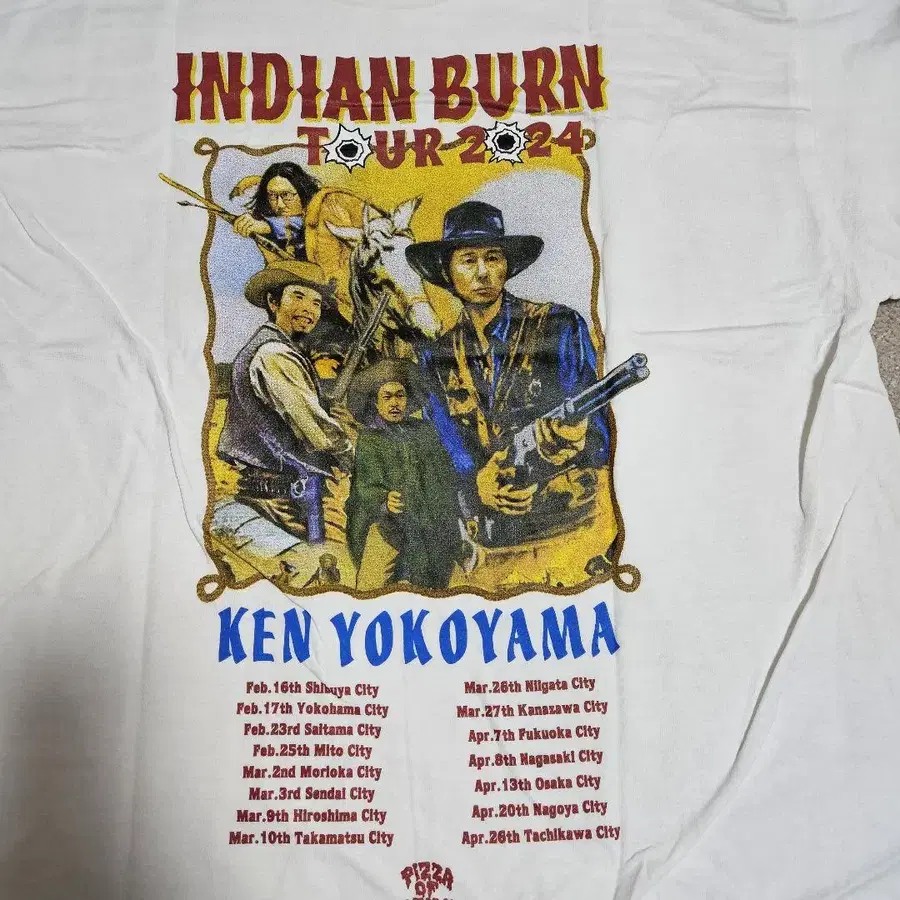 INDIAN BURN
TOUR 2024
KEN YOKOYAMA
Feb.16th Shibuya City
Feb.17th Yokohama City
Feb.23rd Saitama City
Feb.25th Mito City
Mar.2nd Morioka City
Mar.3rd Sendai City
Mar.9th Hiroshima City
Mar.10th Takamatsu City
Mar.26th Niigata City
Mar.27th Kanazawa City
Apr.7th Fukuoka City
Apr.8th Nagasaki City
Apr.13th Osaka City
Apr.20th Nagoya City
Apr.26th Tachikawa City
PIZZA
OF